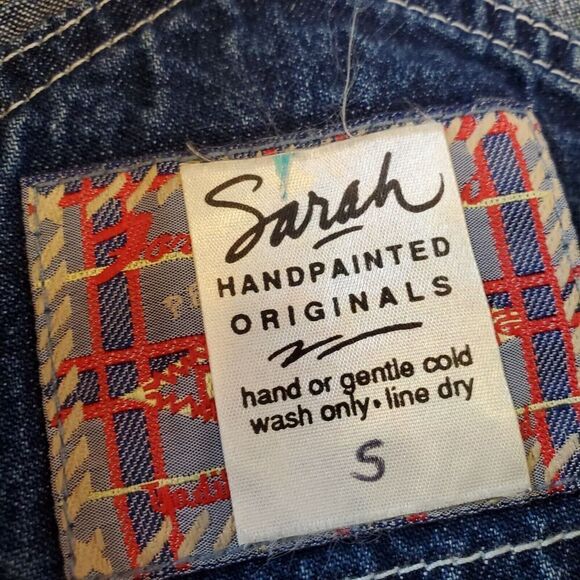 Sarah
HANDPAINTED
ORIGINALS
hand or gentle cold
wash only • line dry
S